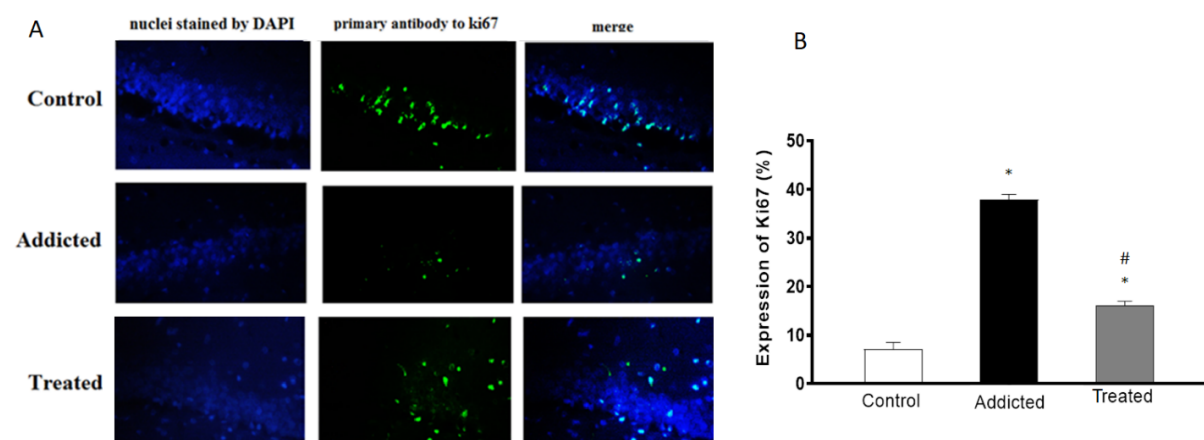 A
nuclei stained by DAPI
primary antibody to ki67
merge
Control
Addicted
Treated
B
Expression of Ki67 (%)
50
40
30
20
10
0
*
#
*
Control
Addicted
Treated